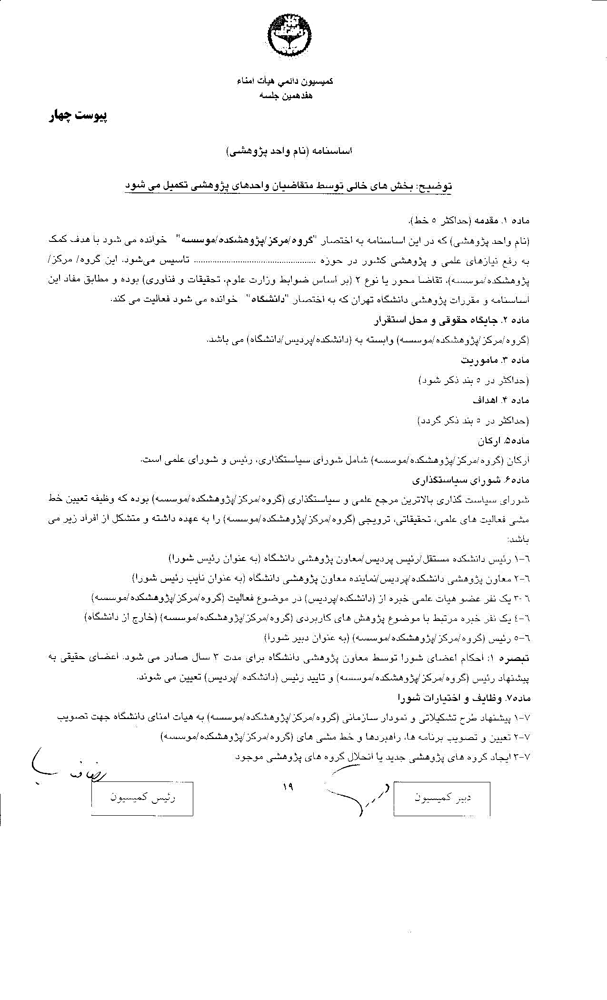 کمیسیون دائمی هیأت امناء
هفدهمین جلسه
پیوست چهار
اساسنامه (نام واحد پژوهشی)
توضیح: بخش های خالی توسط متقاضیان واحدهای پژوهشی تکمیل می شود
ماده ۱. مقدمه (حداکثر ۵ خط).
(نام واحد پژوهشی) که در این اساسنامه به اختصار "گروه/مرکز/پژوهشکده/موسسه" خوانده می شود با هدف کمک
به رفع نیازهای علمی و پژوهشی کشور در حوزه .................................................... تاسیس می‌شود. این گروه/ مرکز/
پژوهشکده/موسسه)، تقاضا محور یا نوع ۲ (بر اساس ضوابط وزارت علوم، تحقیقات و فناوری) بوده و مطابق مفاد این
اساسنامه و مقررات پژوهشی دانشگاه تهران که به اختصار "دانشگاه" خوانده می شود فعالیت می کند.
ماده ۲. جایگاه حقوقی و محل استقرار
(گروه/مرکز/پژوهشکده/موسسه) وابسته به (دانشکده/پردیس/دانشگاه) می باشد.
ماده ۳. ماموریت
(حداکثر در ۵ بند ذکر شود)
ماده ۴. اهداف
(حداکثر در ۵ بند ذکر گردد)
ماده۵. ارکان
ارکان (گروه/مرکز/پژوهشکده/موسسه) شامل شورای سیاستگذاری، رئیس و شورای علمی است.
ماده۶. شورای سیاستگذاری
شورای سیاست گذاری بالاترین مرجع علمی و سیاستگذاری (گروه/مرکز/پژوهشکده/موسسه) بوده که وظیفه تعیین خط
مشی فعالیت های علمی، تحقیقاتی، ترویجی (گروه/مرکز/پژوهشکده/موسسه) را به عهده داشته و متشکل از افراد زیر می
باشد:
۶-۱ رئیس دانشکده مستقل/رئیس پردیس/معاون پژوهشی دانشگاه (به عنوان رئیس شورا)
۶-۲ معاون پژوهشی دانشکده/پردیس/نماینده معاون پژوهشی دانشگاه (به عنوان نایب رئیس شورا)
۶-۳ یک نفر عضو هیات علمی خبره از (دانشکده/پردیس) در موضوع فعالیت (گروه/مرکز/پژوهشکده/موسسه)
۶-۴ یک نفر خبره مرتبط با موضوع پژوهش های کاربردی (گروه/مرکز/پژوهشکده/موسسه) (خارج از دانشگاه)
۶-۵ رئیس (گروه/مرکز/پژوهشکده/موسسه) (به عنوان دبیر شورا)
تبصره ۱: احکام اعضای شورا توسط معاون پژوهشی دانشگاه برای مدت ۳ سال صادر می شود. اعضای حقیقی به
پیشنهاد رئیس (گروه/مرکز/پژوهشکده/موسسه) و تایید رئیس (دانشکده /پردیس) تعیین می شوند.
ماده۷. وظایف و اختیارات شورا
۷-۱ پیشنهاد طرح تشکیلاتی و نمودار سازمانی (گروه/مرکز/پژوهشکده/موسسه) به هیات امنای دانشگاه جهت تصویب
۷-۲ تعیین و تصویب برنامه ها، راهبردها و خط مشی های (گروه/مرکز/پژوهشکده/موسسه)
۷-۳ ایجاد گروه های پژوهشی جدید یا انحلال گروه های پژوهشی موجود
دبیر کمیسیون
۱۹
رئیس کمیسیون